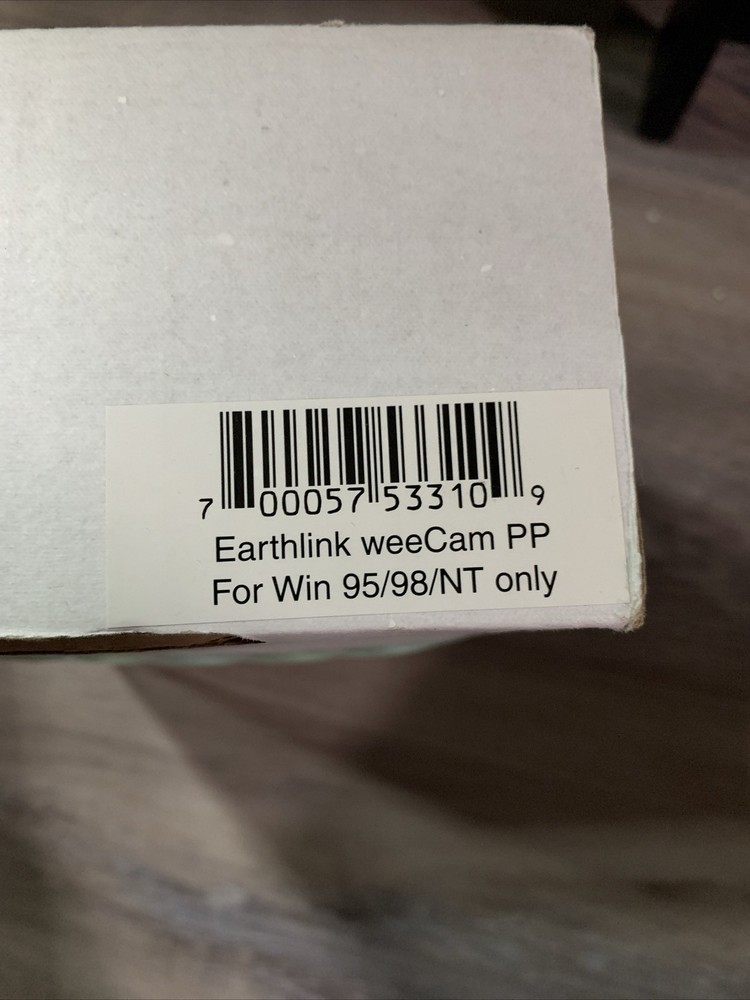 7 00057 53310 9
Earthlink weeCam PP
For Win 95/98/NT only